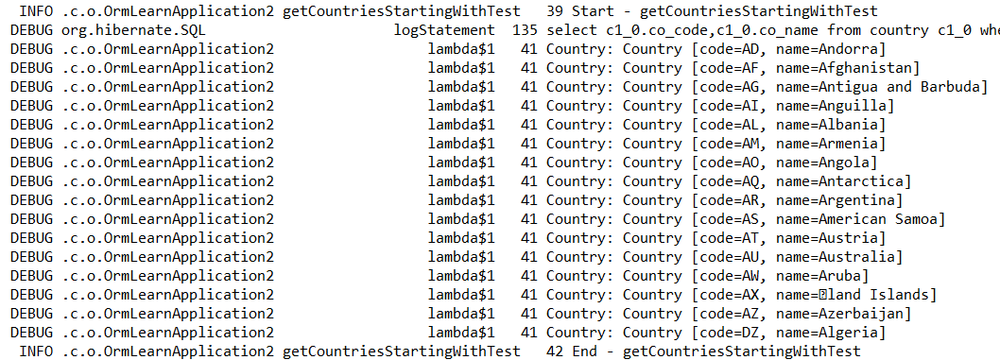 INFO .c.o.OrmLearnApplication2 getCountriesStartingWithTest 39 Start - getCountriesStartingWithTest
DEBUG org.hibernate.SQL logStatement 135 select c1_0.co_code,c1_0.co_name from country c1_0 whe
DEBUG .c.o.OrmLearnApplication2 lambda$1 41 Country: Country [code=AD, name=Andorra]
DEBUG .c.o.OrmLearnApplication2 lambda$1 41 Country: Country [code=AF, name=Afghanistan]
DEBUG .c.o.OrmLearnApplication2 lambda$1 41 Country: Country [code=AG, name=Antigua and Barbuda]
DEBUG .c.o.OrmLearnApplication2 lambda$1 41 Country: Country [code=AI, name=Anguilla]
DEBUG .c.o.OrmLearnApplication2 lambda$1 41 Country: Country [code=AL, name=Albania]
DEBUG .c.o.OrmLearnApplication2 lambda$1 41 Country: Country [code=AM, name=Armenia]
DEBUG .c.o.OrmLearnApplication2 lambda$1 41 Country: Country [code=AO, name=Angola]
DEBUG .c.o.OrmLearnApplication2 lambda$1 41 Country: Country [code=AQ, name=Antarctica]
DEBUG .c.o.OrmLearnApplication2 lambda$1 41 Country: Country [code=AR, name=Argentina]
DEBUG .c.o.OrmLearnApplication2 lambda$1 41 Country: Country [code=AS, name=American Samoa]
DEBUG .c.o.OrmLearnApplication2 lambda$1 41 Country: Country [code=AT, name=Austria]
DEBUG .c.o.OrmLearnApplication2 lambda$1 41 Country: Country [code=AU, name=Australia]
DEBUG .c.o.OrmLearnApplication2 lambda$1 41 Country: Country [code=AW, name=Aruba]
DEBUG .c.o.OrmLearnApplication2 lambda$1 41 Country: Country [code=AX, name=�land Islands]
DEBUG .c.o.OrmLearnApplication2 lambda$1 41 Country: Country [code=AZ, name=Azerbaijan]
DEBUG .c.o.OrmLearnApplication2 lambda$1 41 Country: Country [code=DZ, name=Algeria]
INFO .c.o.OrmLearnApplication2 getCountriesStartingWithTest 42 End - getCountriesStartingWithTest